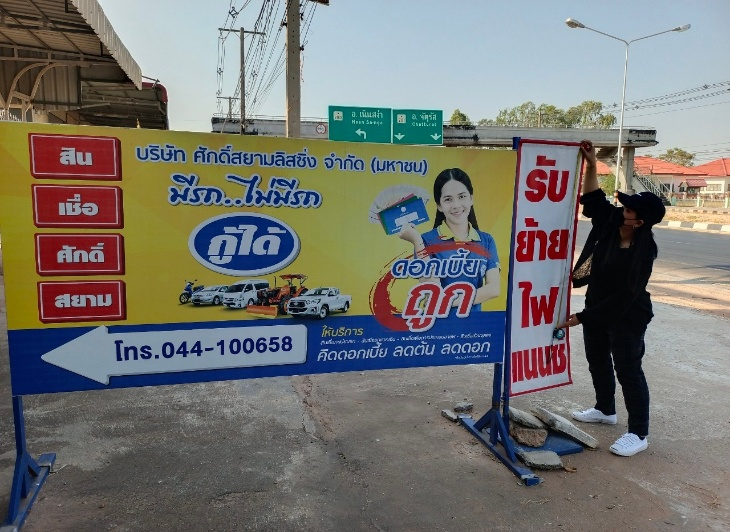 อ. เนินสง่า
Noen Sa-nga
อ. จัตุรัส
Chatturat
สิน
เชื่อ
ศักดิ์
สยาม
บริษัท ศักดิ์สยามลิสซิ่ง จำกัด (มหาชน)
มีรถ...ไม่มีรถ
กู้ได้
ดอกเบี้ย
ถูก
โทร.044-100658
ให้บริการ
คิดดอกเบี้ย ลดต้น ลดดอก
รับ
ย้าย
ไฟ
แนนซ์